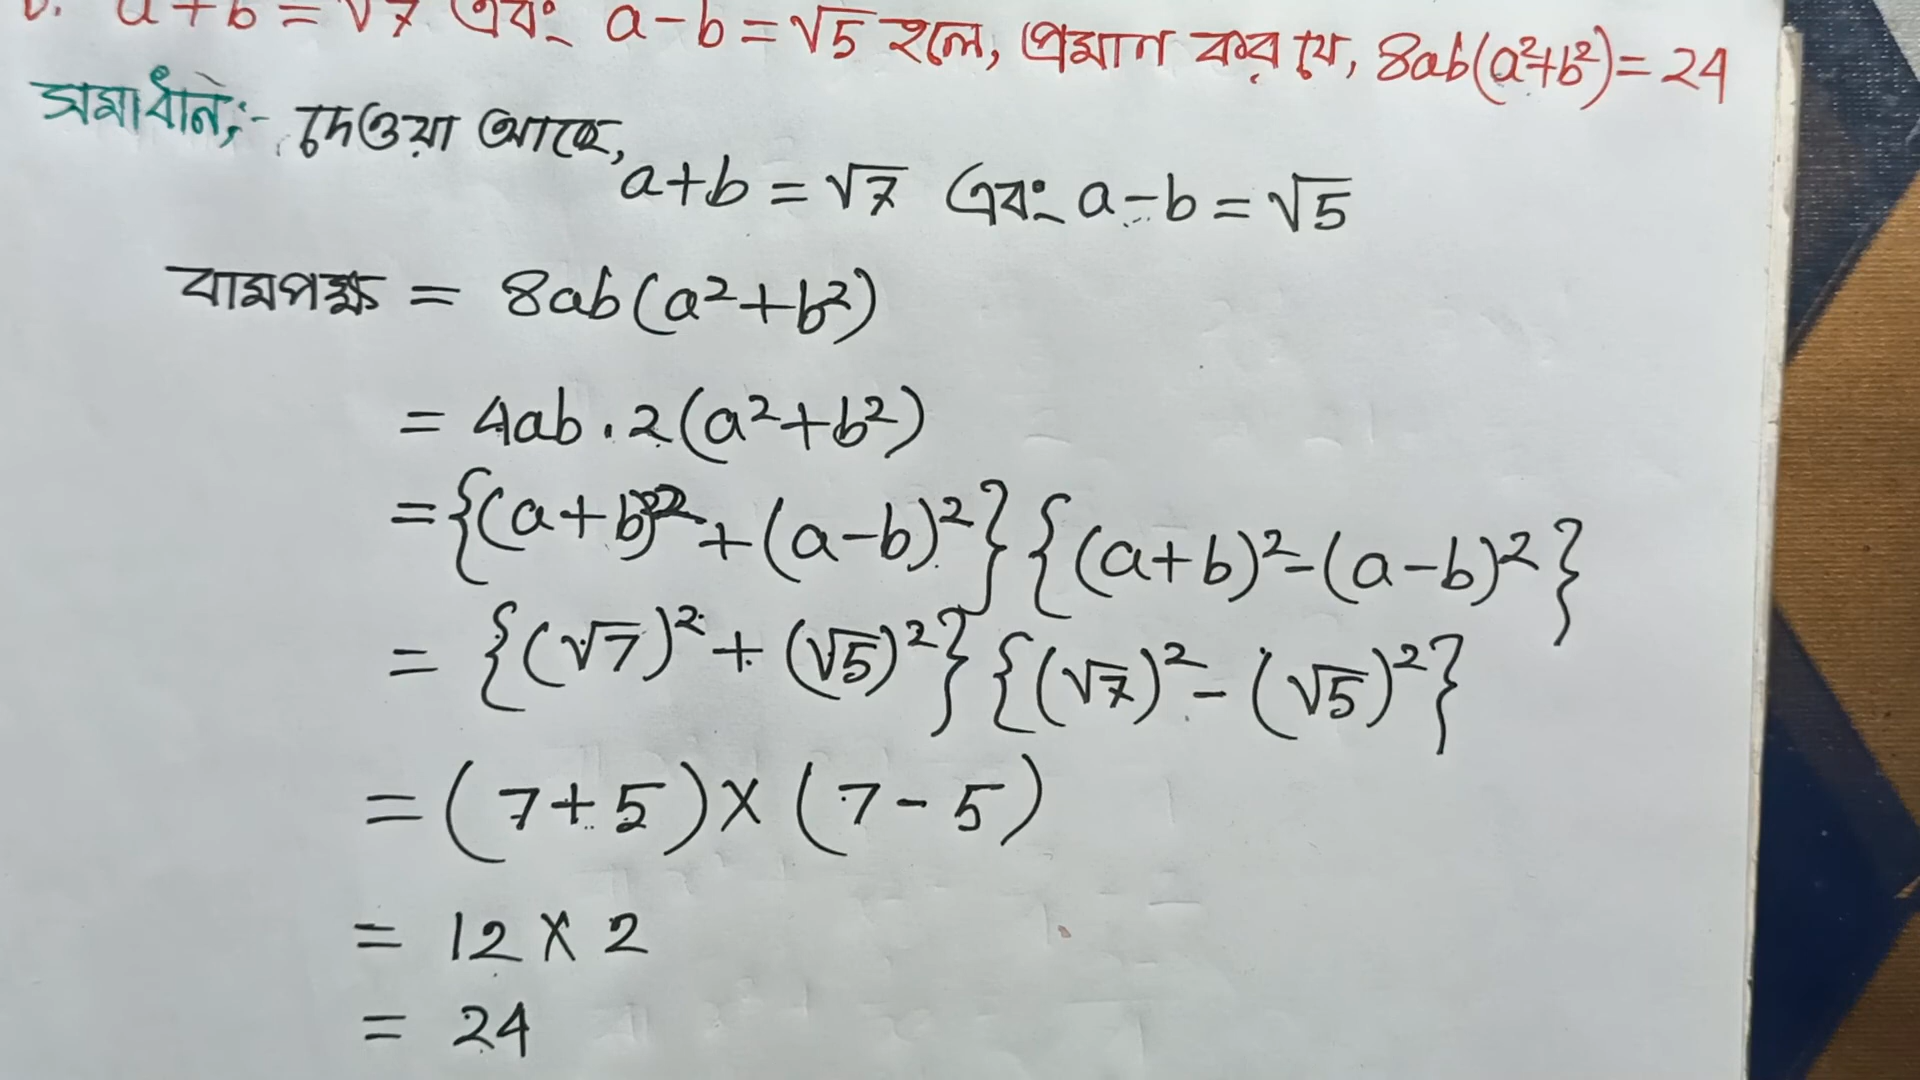 a + b = √7 এবং a - b = √5 হলে, প্রমাণ কর যে, 8ab(a²+b²) = 24
সমাধান:- দেওয়া আছে,
a + b = √7 এবং a - b = √5
বামপক্ষ = 8ab(a²+b²)
= 4ab . 2(a²+b²)
= {(a+b)² + (a-b)²} {(a+b)² - (a-b)²}
= {(√7)² + (√5)²} {(√7)² - (√5)²}
= (7+5) × (7-5)
= 12 × 2
= 24